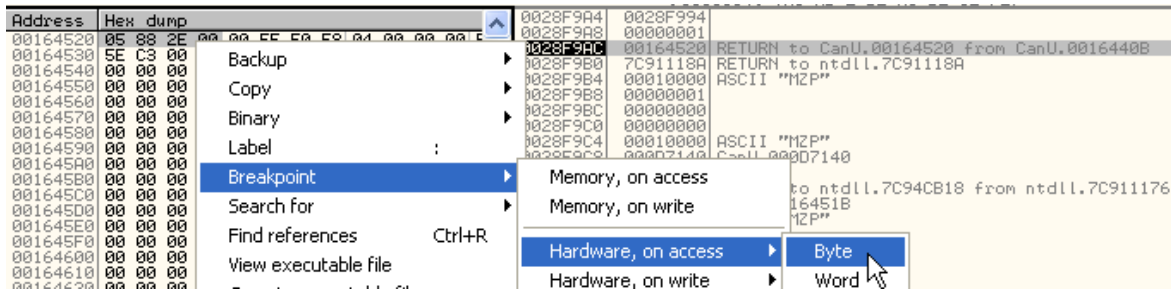 Address Hex dump
00164520 05 88 2E 00 00
00164530 5E C3 00
00164540 00 00 00
00164550 00 00 00
00164560 00 00 00
00164570 00 00 00
00164580 00 00 00
00164590 00 00 00
001645A0 00 00 00
001645B0 00 00 00
001645C0 00 00 00
001645D0 00 00 00
001645E0 00 00 00
001645F0 00 00 00
00164600 00 00 00
00164610 00 00 00
Backup
Copy
Binary
Label :
Breakpoint
Search for
Find references Ctrl+R
View executable file
Memory, on access
Memory, on write
Hardware, on access
Hardware, on write
Byte
Word
0028F9A4 0028F994
0028F9A8 00000001
0028F9AC 00164520 RETURN to CanU.00164520 from CanU.0016440B
0028F9B0 7C91118A RETURN to ntdll.7C91118A
0028F9B4 00010000 ASCII "MZP"
0028F9B8 00000001
0028F9BC 00000000
0028F9C0 00000000
0028F9C4 00010000 ASCII "MZP"
0028F9C8 000D7140 CanU.000D7140
to ntdll.7C94CB18 from ntdll.7C911176
16451B
MZP"